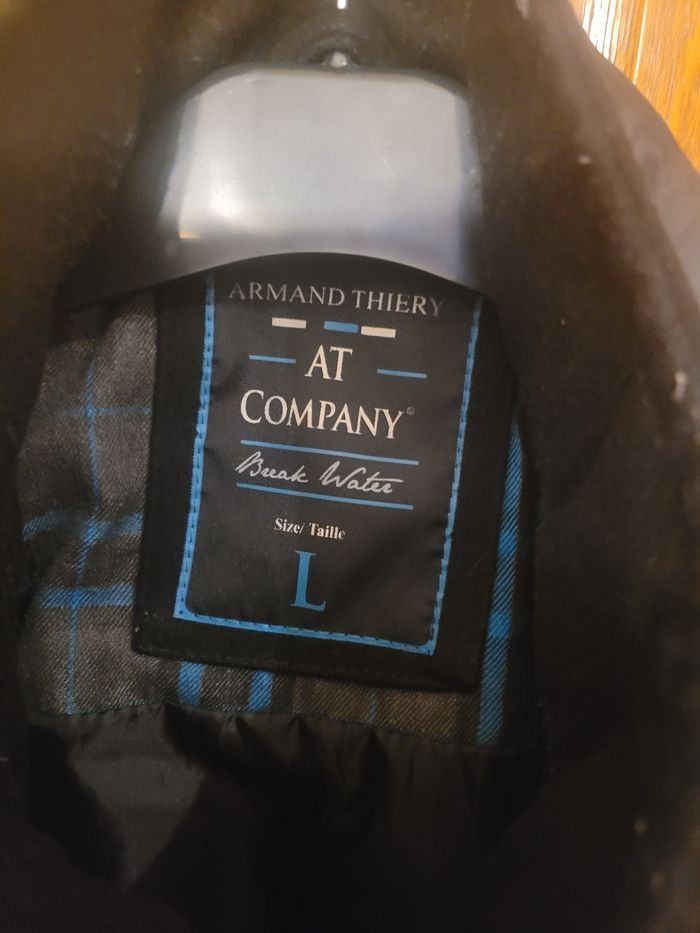 ARMAND THIERY
AT
COMPANY®
Break Water
Size/ Taille
L